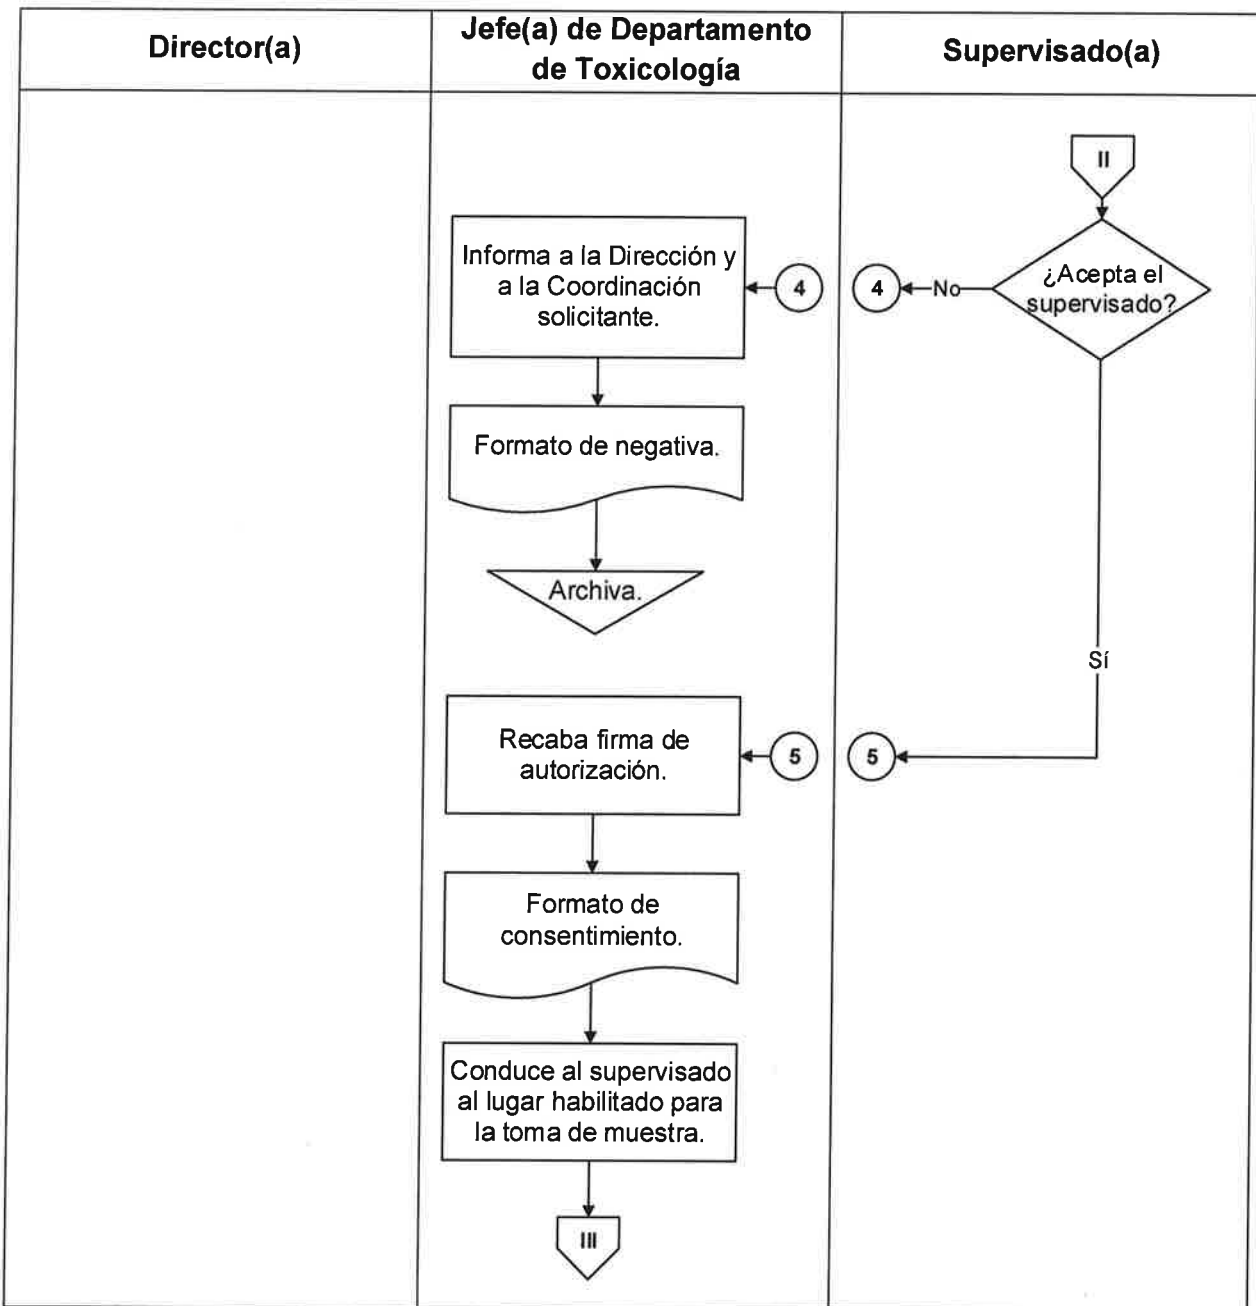 Director(a)
Jefe(a) de Departamento
de Toxicología
Supervisado(a)
II
¿Acepta el
supervisado?
No
4
4
Informa a la Dirección y
a la Coordinación
solicitante.
Formato de negativa.
Archiva.
Sí
5
5
Recaba firma de
autorización.
Formato de
consentimiento.
Conduce al supervisado
al lugar habilitado para
la toma de muestra.
III